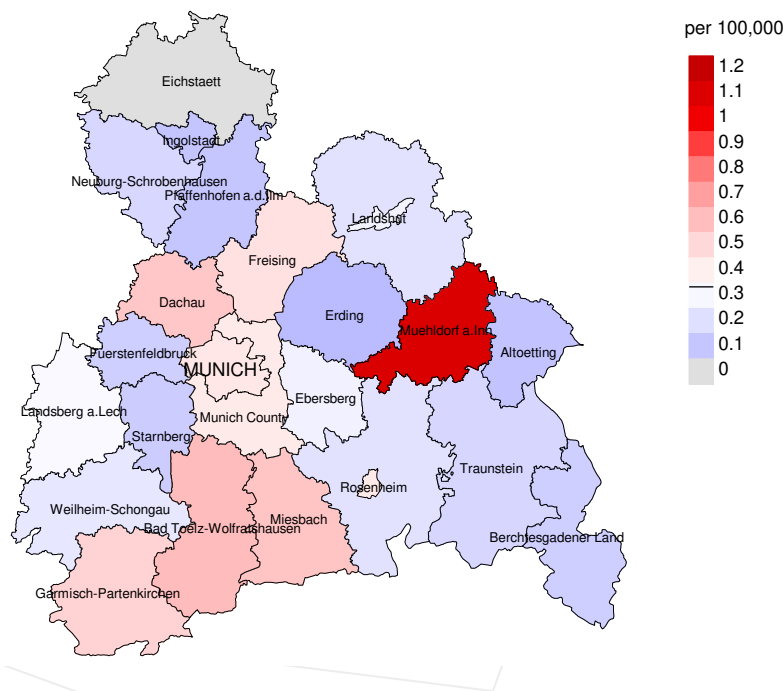 per 100,000
1.2
1.1
1
0.9
0.8
0.7
0.6
0.5
0.4
0.3
0.2
0.1
0
Eichstaett
Ingolstadt
Neuburg-Schrobenhausen
Pfaffenhofen a.d.Ilm
Landshut
Freising
Dachau
Erding
Muehldorf a.Inn
Altoetting
Fuerstenfeldbruck
MUNICH
Ebersberg
Landsberg a.Lech
Munich County
Starnberg
Traunstein
Rosenheim
Weilheim-Schongau
Miesbach
Bad Toelz-Wolfratshausen
Berchtesgadener Land
Garmisch-Partenkirchen